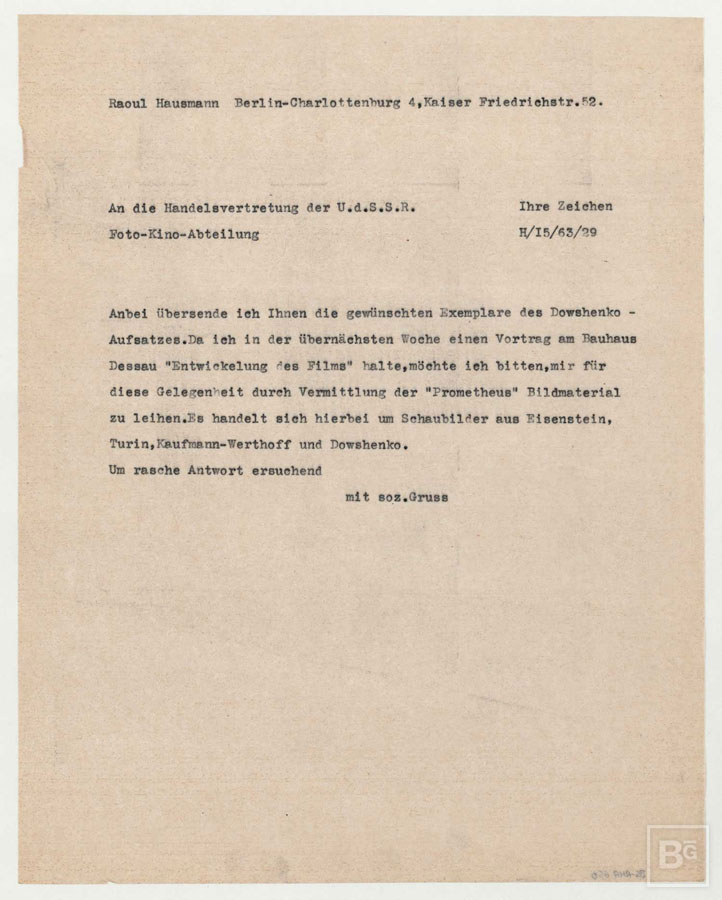 Raoul Hausmann Berlin-Charlottenburg 4,Kaiser Friedrichstr.52.
An die Handelsvertretung der U.d.S.S.R. Ihre Zeichen
Foto-Kino-Abteilung H/I5/63/29
Anbei übersende ich Ihnen die gewünschten Exemplare des Dowshenko -
Aufsatzes.Da ich in der übernächsten Woche einen Vortrag am Bauhaus
Dessau "Entwickelung des Films" halte,möchte ich bitten,mir für
diese Gelegenheit durch Vermittlung der "Prometheus" Bildmaterial
zu leihen.Es handelt sich hierbei um Schaubilder aus Eisenstein,
Turin,Kaufmann-Werthoff und Dowshenko.
Um rasche Antwort ersuchend
mit soz.Gruss
BG